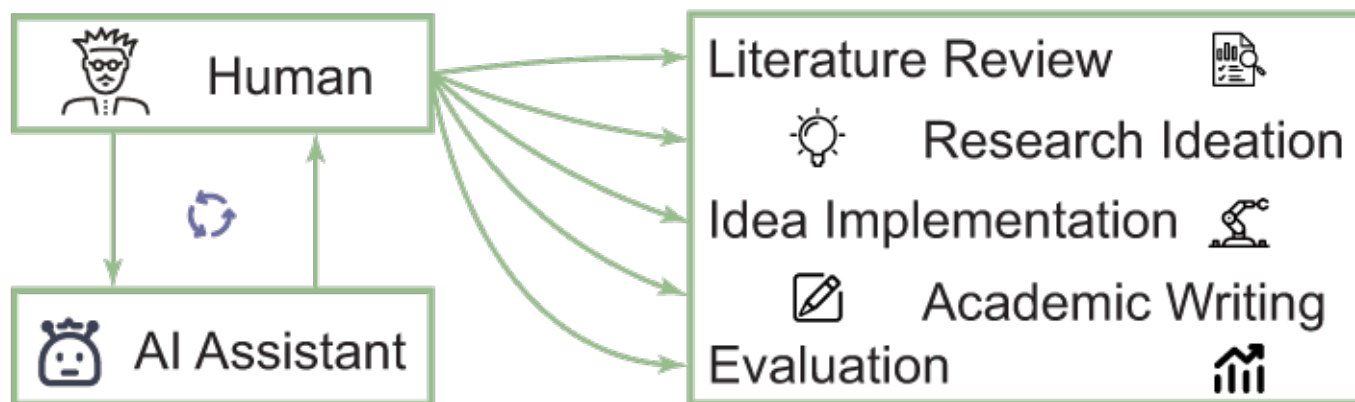 Human
AI Assistant
Literature Review
Research Ideation
Idea Implementation
Academic Writing
Evaluation